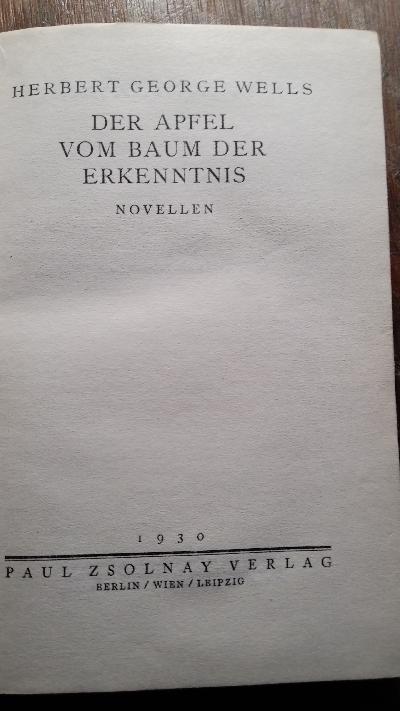 HERBERT GEORGE WELLS
DER APFEL
VOM BAUM DER
ERKENNTNIS
NOVELLEN
1930
PAUL ZSOLNAY VERLAG
BERLIN / WIEN / LEIPZIG